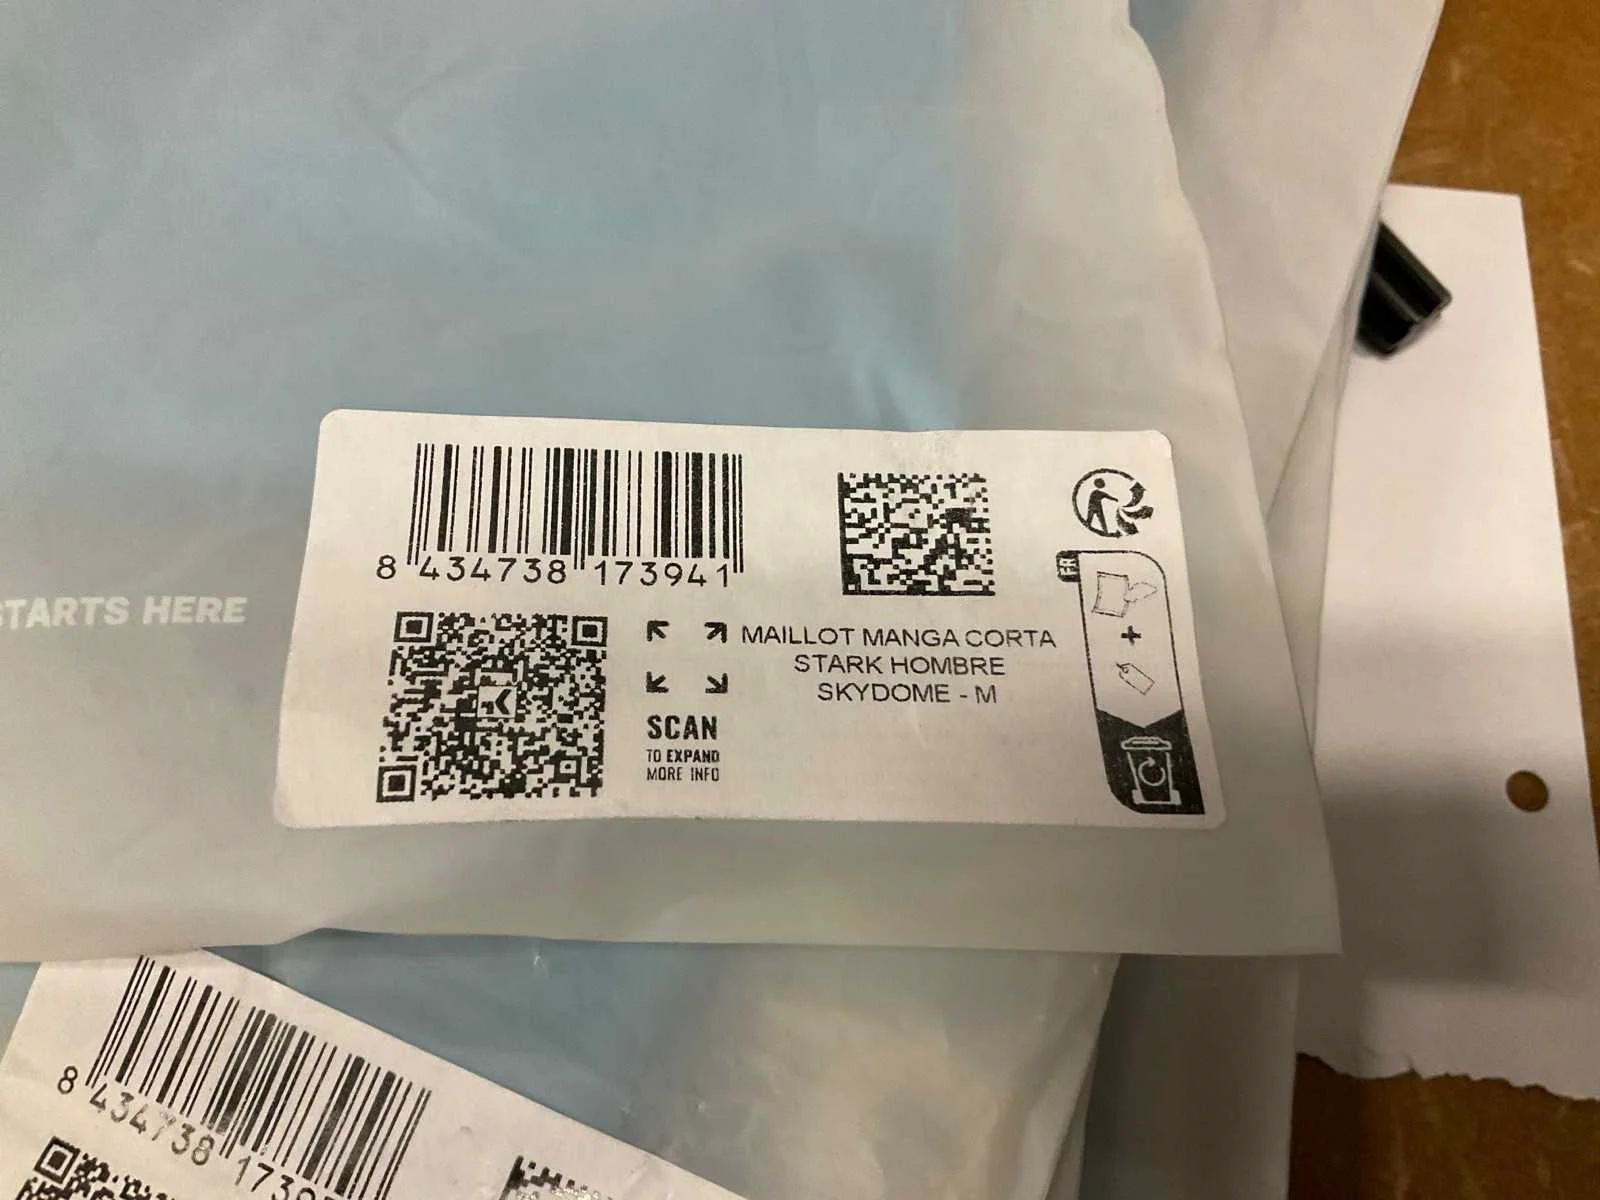 STARTS HERE
8 434738 173941
MAILLOT MANGA CORTA
STARK HOMBRE
SKYDOME - M
SCAN
TO EXPAND
MORE INFO
FR
8 434738